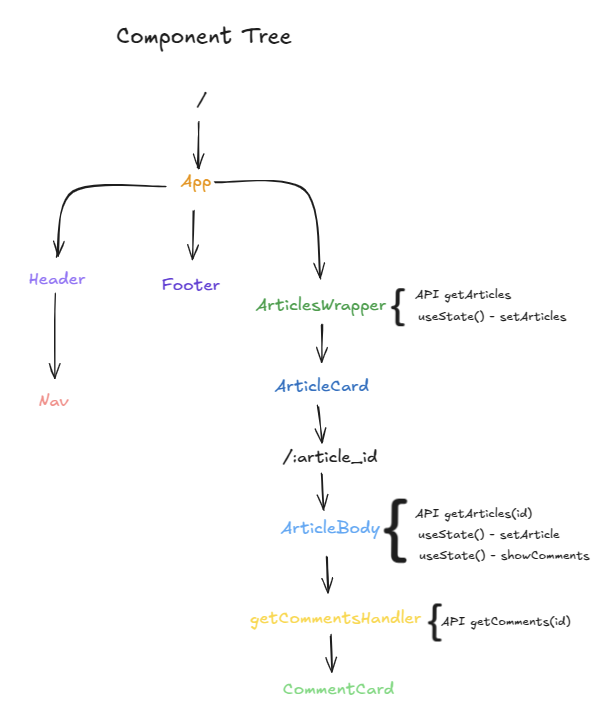 Component Tree
/
App
Header
Footer
ArticlesWrapper
API getArticles
useState() - setArticles
ArticleCard
Nav
/:article_id
ArticleBody
API getArticles(id)
useState() - setArticle
useState() - showComments
getCommentsHandler
API getComments(id)
CommentCard